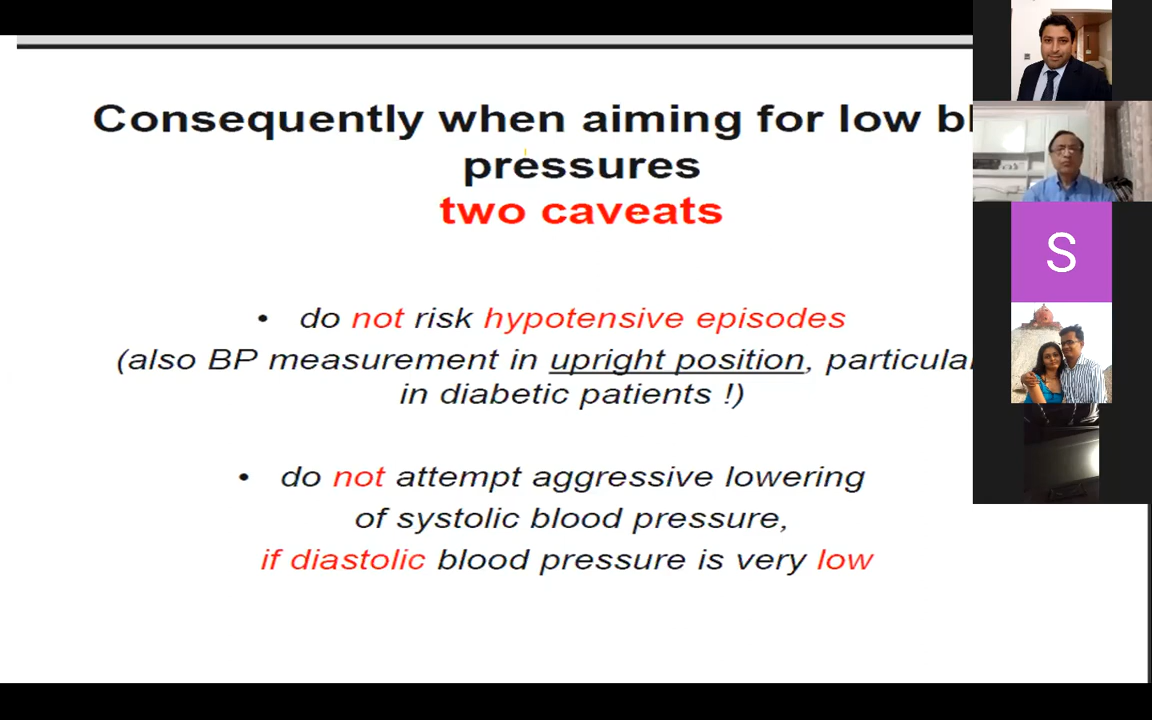 Consequently when aiming for low bl
pressures
two caveats
• do not risk hypotensive episodes
(also BP measurement in upright position, particular
in diabetic patients !)
• do not attempt aggressive lowering
of systolic blood pressure,
if diastolic blood pressure is very low
S